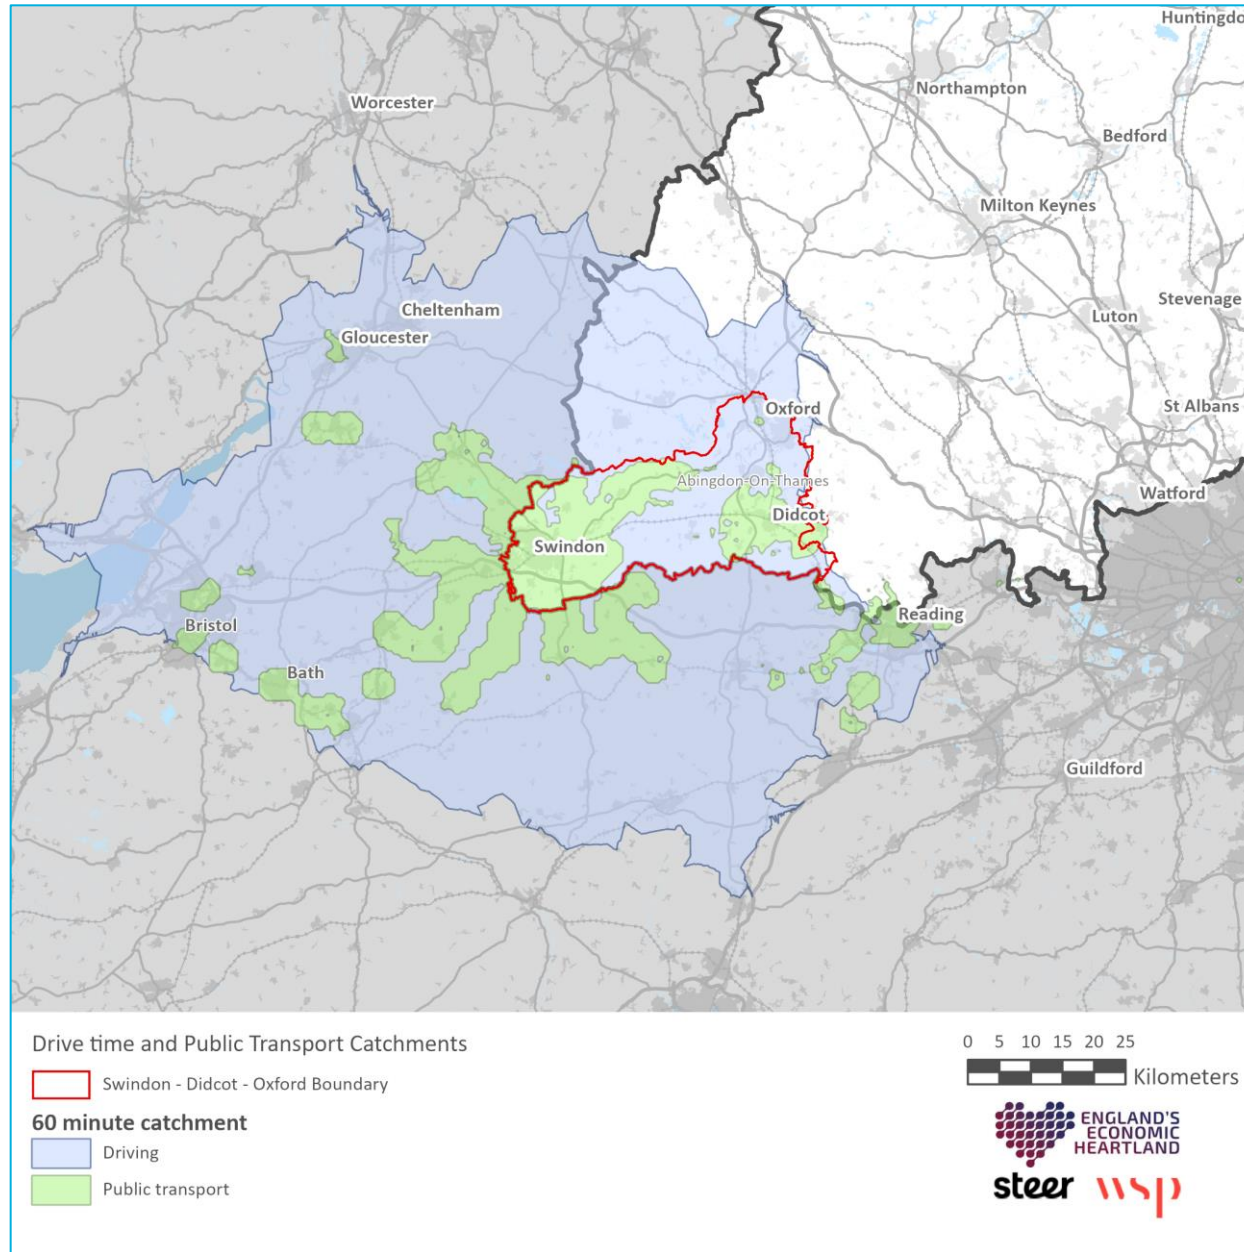 Huntingdo
Northampton
Worcester
Bedford
Milton Keynes
Stevenage
Cheltenham
Luton
Gloucester
St Albans
Oxford
Abingdon-On-Thames
Watford
Didcot
Swindon
Reading
Bristol
Bath
Guildford
Drive time and Public Transport Catchments
Swindon - Didcot - Oxford Boundary
60 minute catchment
Driving
Public transport
0 5 10 15 20 25
Kilometers
ENGLAND'S
ECONOMIC
HEARTLAND
steer wsp